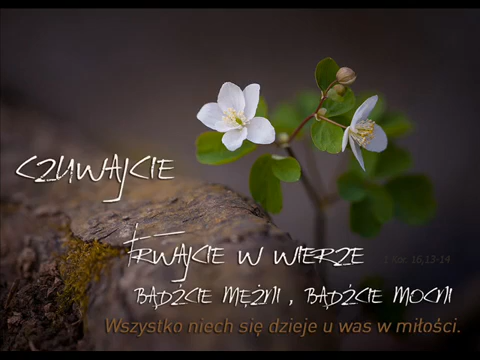 CZUWAJCIE
TRWAJCIE W WIERZE
1 Kor. 16,13-14
BĄDŹCIE MĘŻNI , BĄDŹCIE MOCNI
Wszystko niech się dzieje u was w miłości.